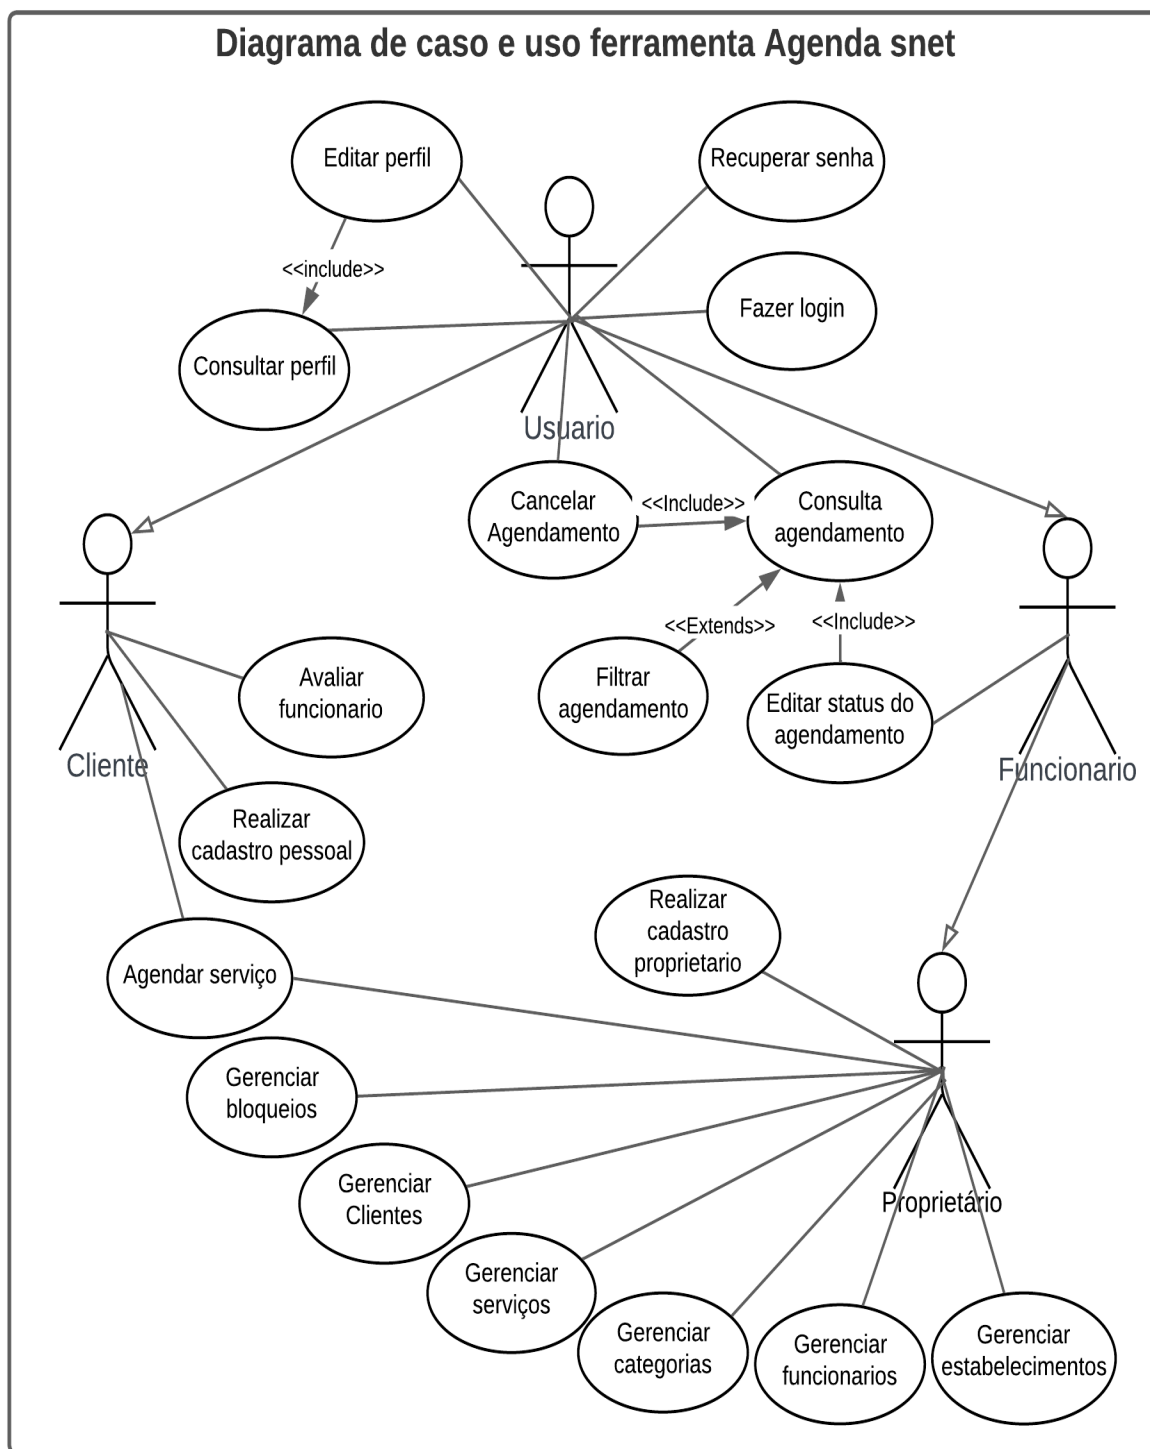 Diagrama de caso e uso ferramenta Agenda snet
Editar perfil
Recuperar senha
<<include>>
Fazer login
Consultar perfil
Usuario
Cancelar
Agendamento
<<Include>>
Consulta
agendamento
<<Extends>>
<<Include>>
Avaliar
funcionario
Filtrar
agendamento
Editar status do
agendamento
Cliente
Funcionario
Realizar
cadastro pessoal
Realizar
cadastro
proprietario
Agendar serviço
Gerenciar
bloqueios
Gerenciar
Clientes
Proprietário
Gerenciar
serviços
Gerenciar
categorias
Gerenciar
funcionarios
Gerenciar
estabelecimentos